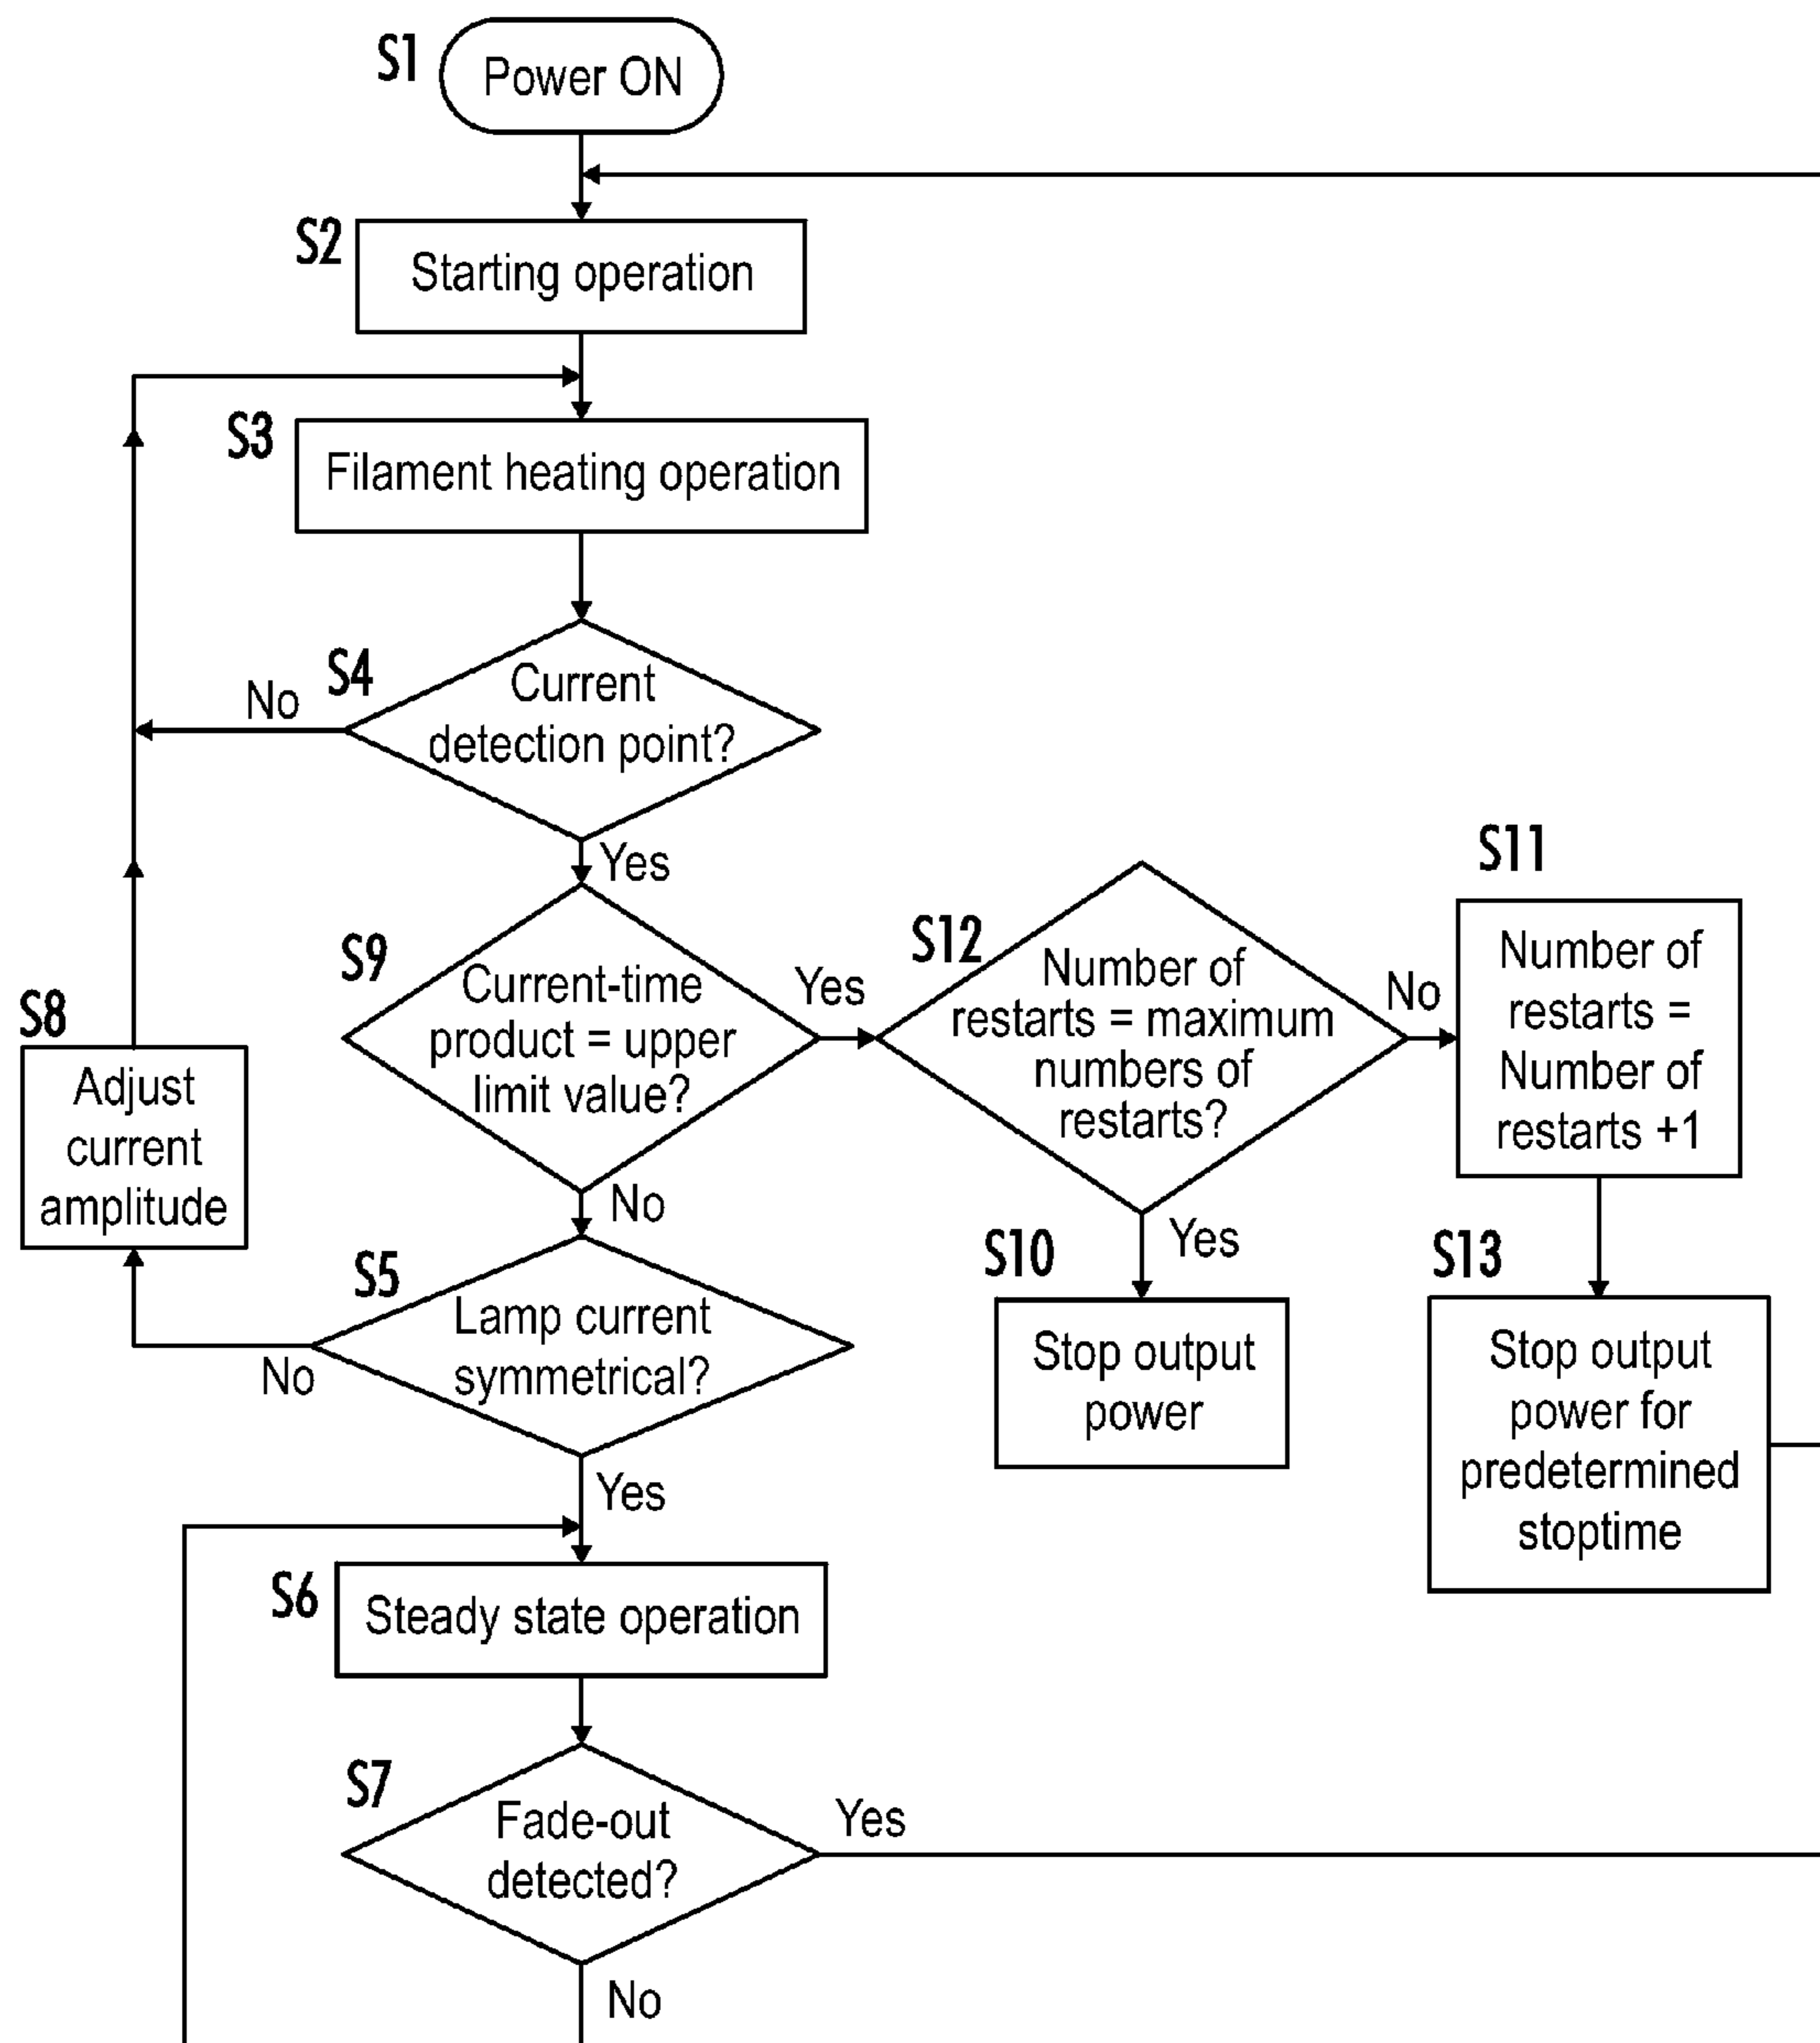 S1
Power ON
S2
Starting operation
S3
Filament heating operation
S4
Current
detection point?
No
Yes
S9
Current-time
product = upper
limit value?
Yes
No
S12
Number of
restarts = maximum
numbers of
restarts?
No
Yes
S11
Number of
restarts =
Number of
restarts +1
S8
Adjust
current
amplitude
S5
Lamp current
symmetrical?
No
Yes
S10
Stop output
power
S13
Stop output
power for
predetermined
stoptime
S6
Steady state operation
S7
Fade-out
detected?
Yes
No